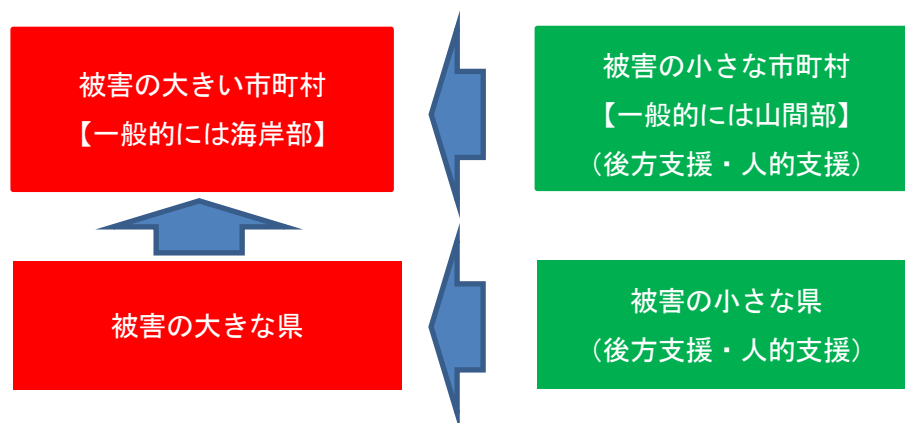 被害の大きい市町村
【一般的には海岸部】
被害の小さな市町村
【一般的には山間部】
（後方支援・人的支援）
被害の大きな県
被害の小さな県
（後方支援・人的支援）